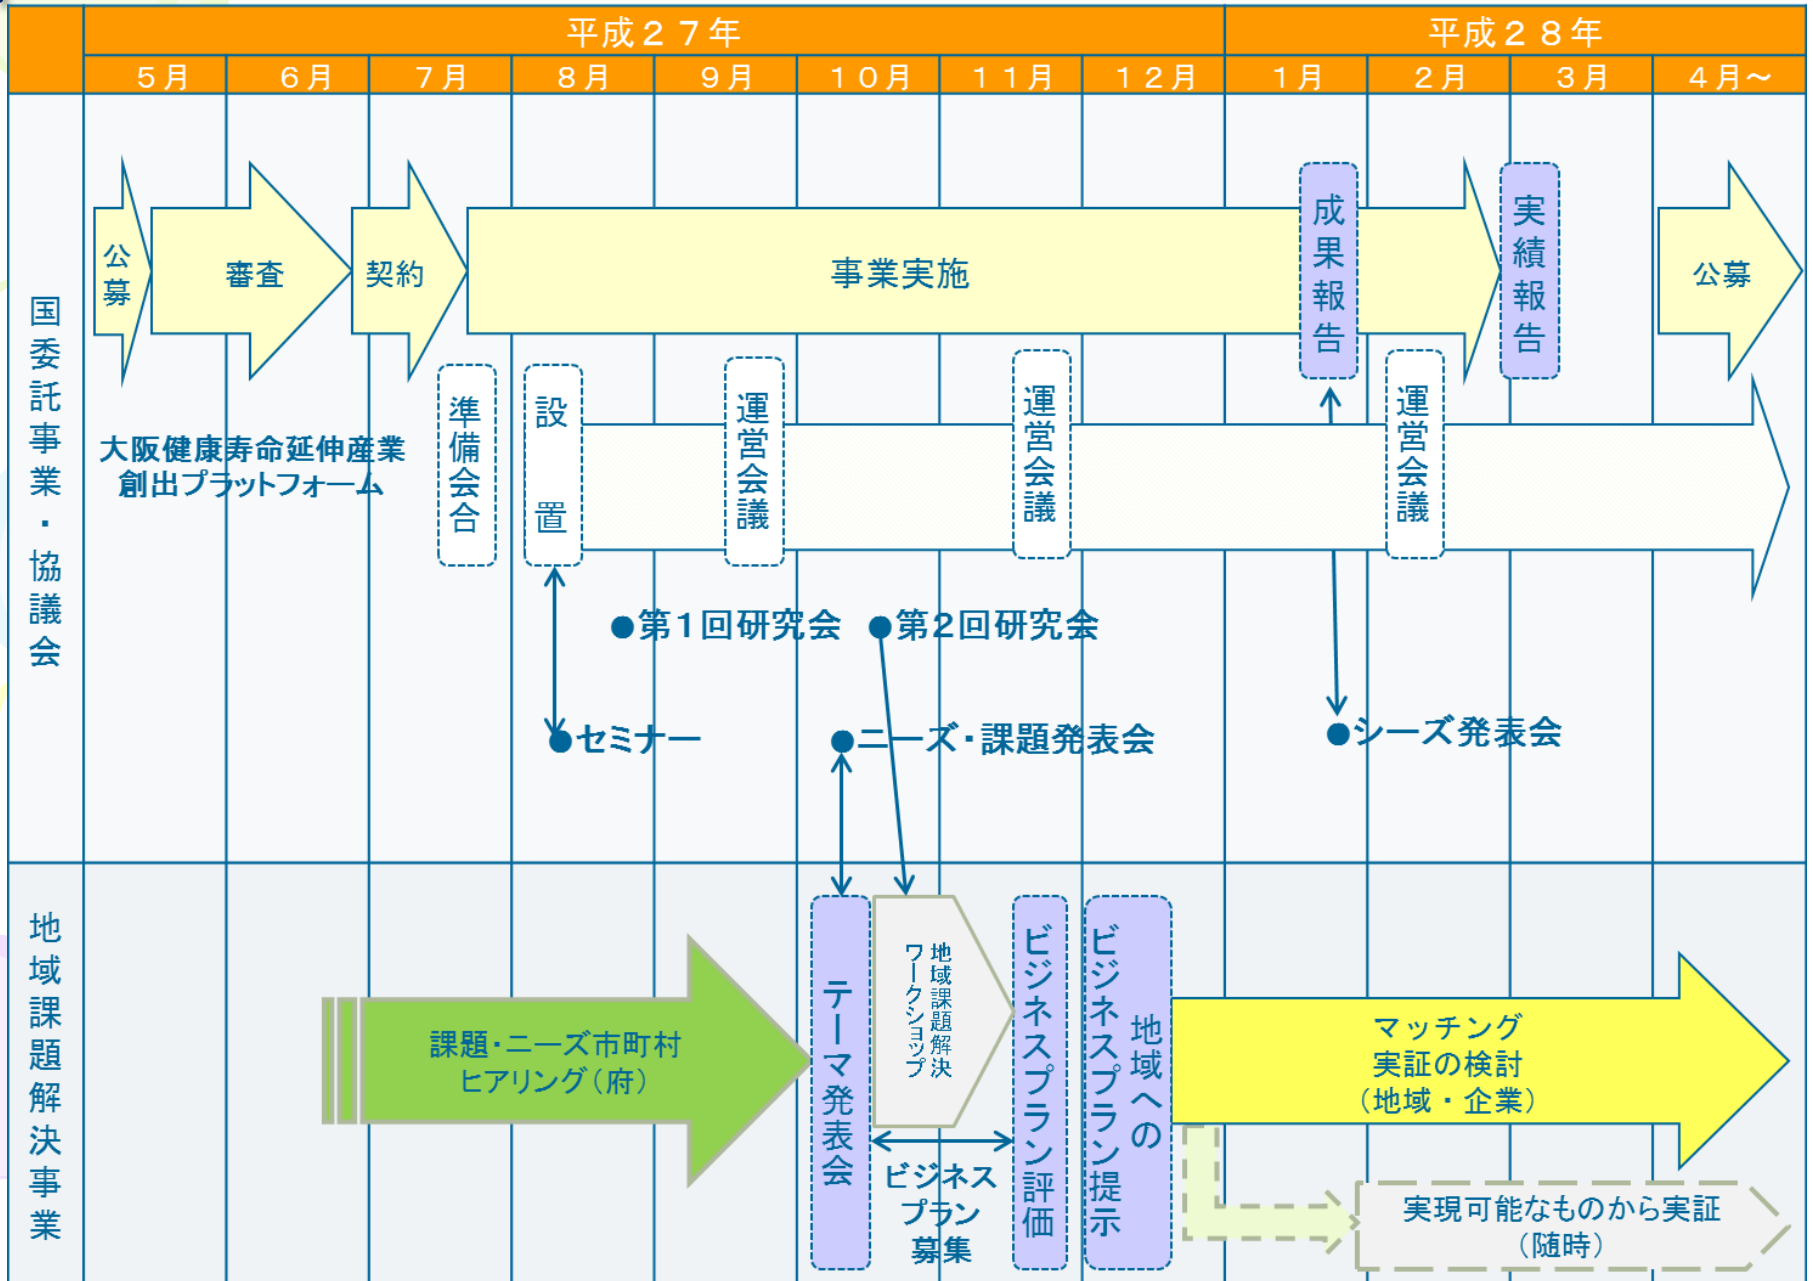 平成２７年
平成２８年
５月
６月
７月
８月
９月
１０月
１１月
１２月
１月
２月
３月
４月～
国委託事業・協議会
公募
審査
契約
事業実施
成果報告
実績報告
公募
大阪健康寿命延伸産業
創出プラットフォーム
準備会合
設置
運営会議
運営会議
運営会議
●第１回研究会
●第２回研究会
●セミナー
●ニーズ・課題発表会
●シーズ発表会
地域課題解決事業
課題・ニーズ市町村
ヒアリング（府）
テーマ発表会
地域課題解決
ワークショップ
ビジネス
プラン
募集
ビジネスプラン評価
地域への
ビジネスプラン提示
マッチング
実証の検討
（地域・企業）
実現可能なものから実証
（随時）